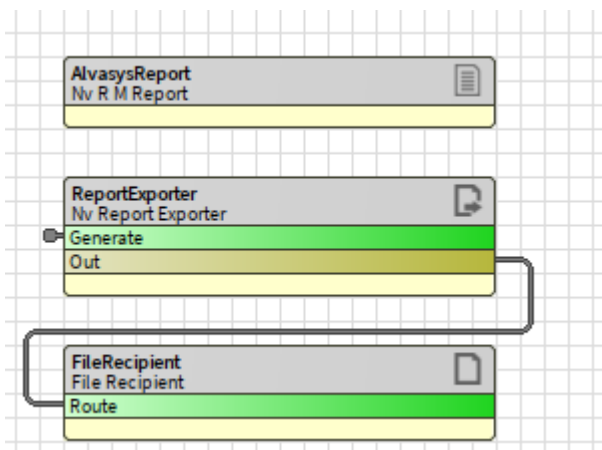 AlvasysReport
Nv R M Report
ReportExporter
Nv Report Exporter
Generate
Out
FileRecipient
File Recipient
Route